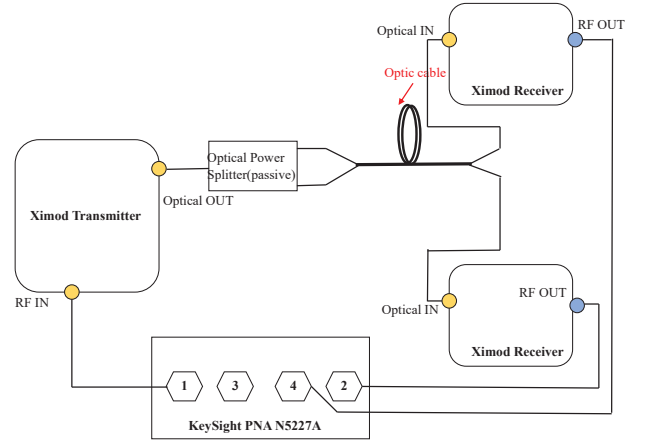 Optical IN
RF OUT
Optic cable
Ximod Receiver
Optical Power
Splitter(passive)
Optical OUT
Ximod Transmitter
RF IN
RF OUT
Optical IN
Ximod Receiver
1
3
4
2
KeySight PNA N5227A